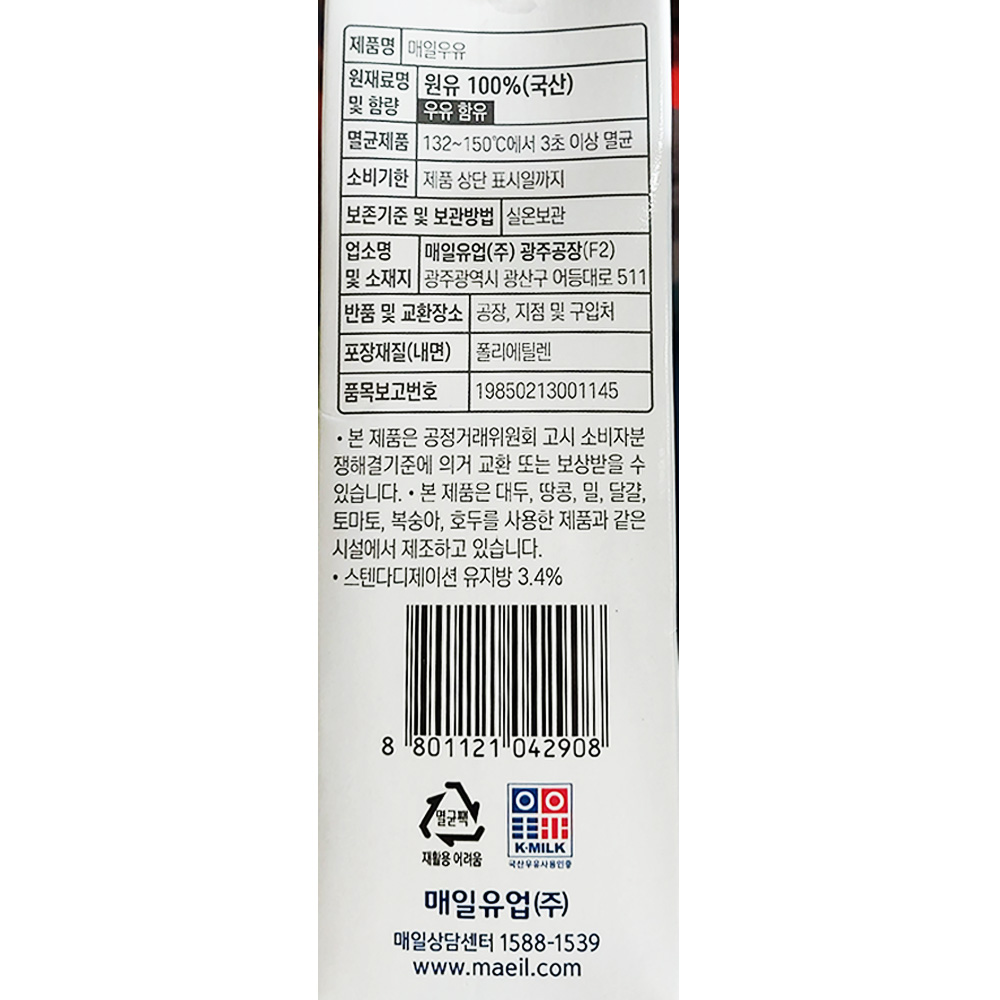 제품명 매일우유
원재료명 원유 100%(국산)
및 함량 우유 함유
멸균제품 132~150℃에서 3초 이상 멸균
소비기한 제품 상단 표시일까지
보존기준 및 보관방법 실온보관
업소명 매일유업(주) 광주공장(F2)
및 소재지 광주광역시 광산구 어등대로 511
반품 및 교환장소 공장, 지점 및 구입처
포장재질(내면) 폴리에틸렌
품목보고번호 19850213001145
• 본 제품은 공정거래위원회 고시 소비자분
쟁해결기준에 의거 교환 또는 보상받을 수
있습니다. • 본 제품은 대두, 땅콩, 밀, 달걀,
토마토, 복숭아, 호두를 사용한 제품과 같은
시설에서 제조하고 있습니다.
• 스텐다디제이션 유지방 3.4%
8 801121 042908
멸균팩
재활용 어려움
K·MILK
국산우유사용인증
매일유업(주)
매일상담센터 1588-1539
www.maeil.com